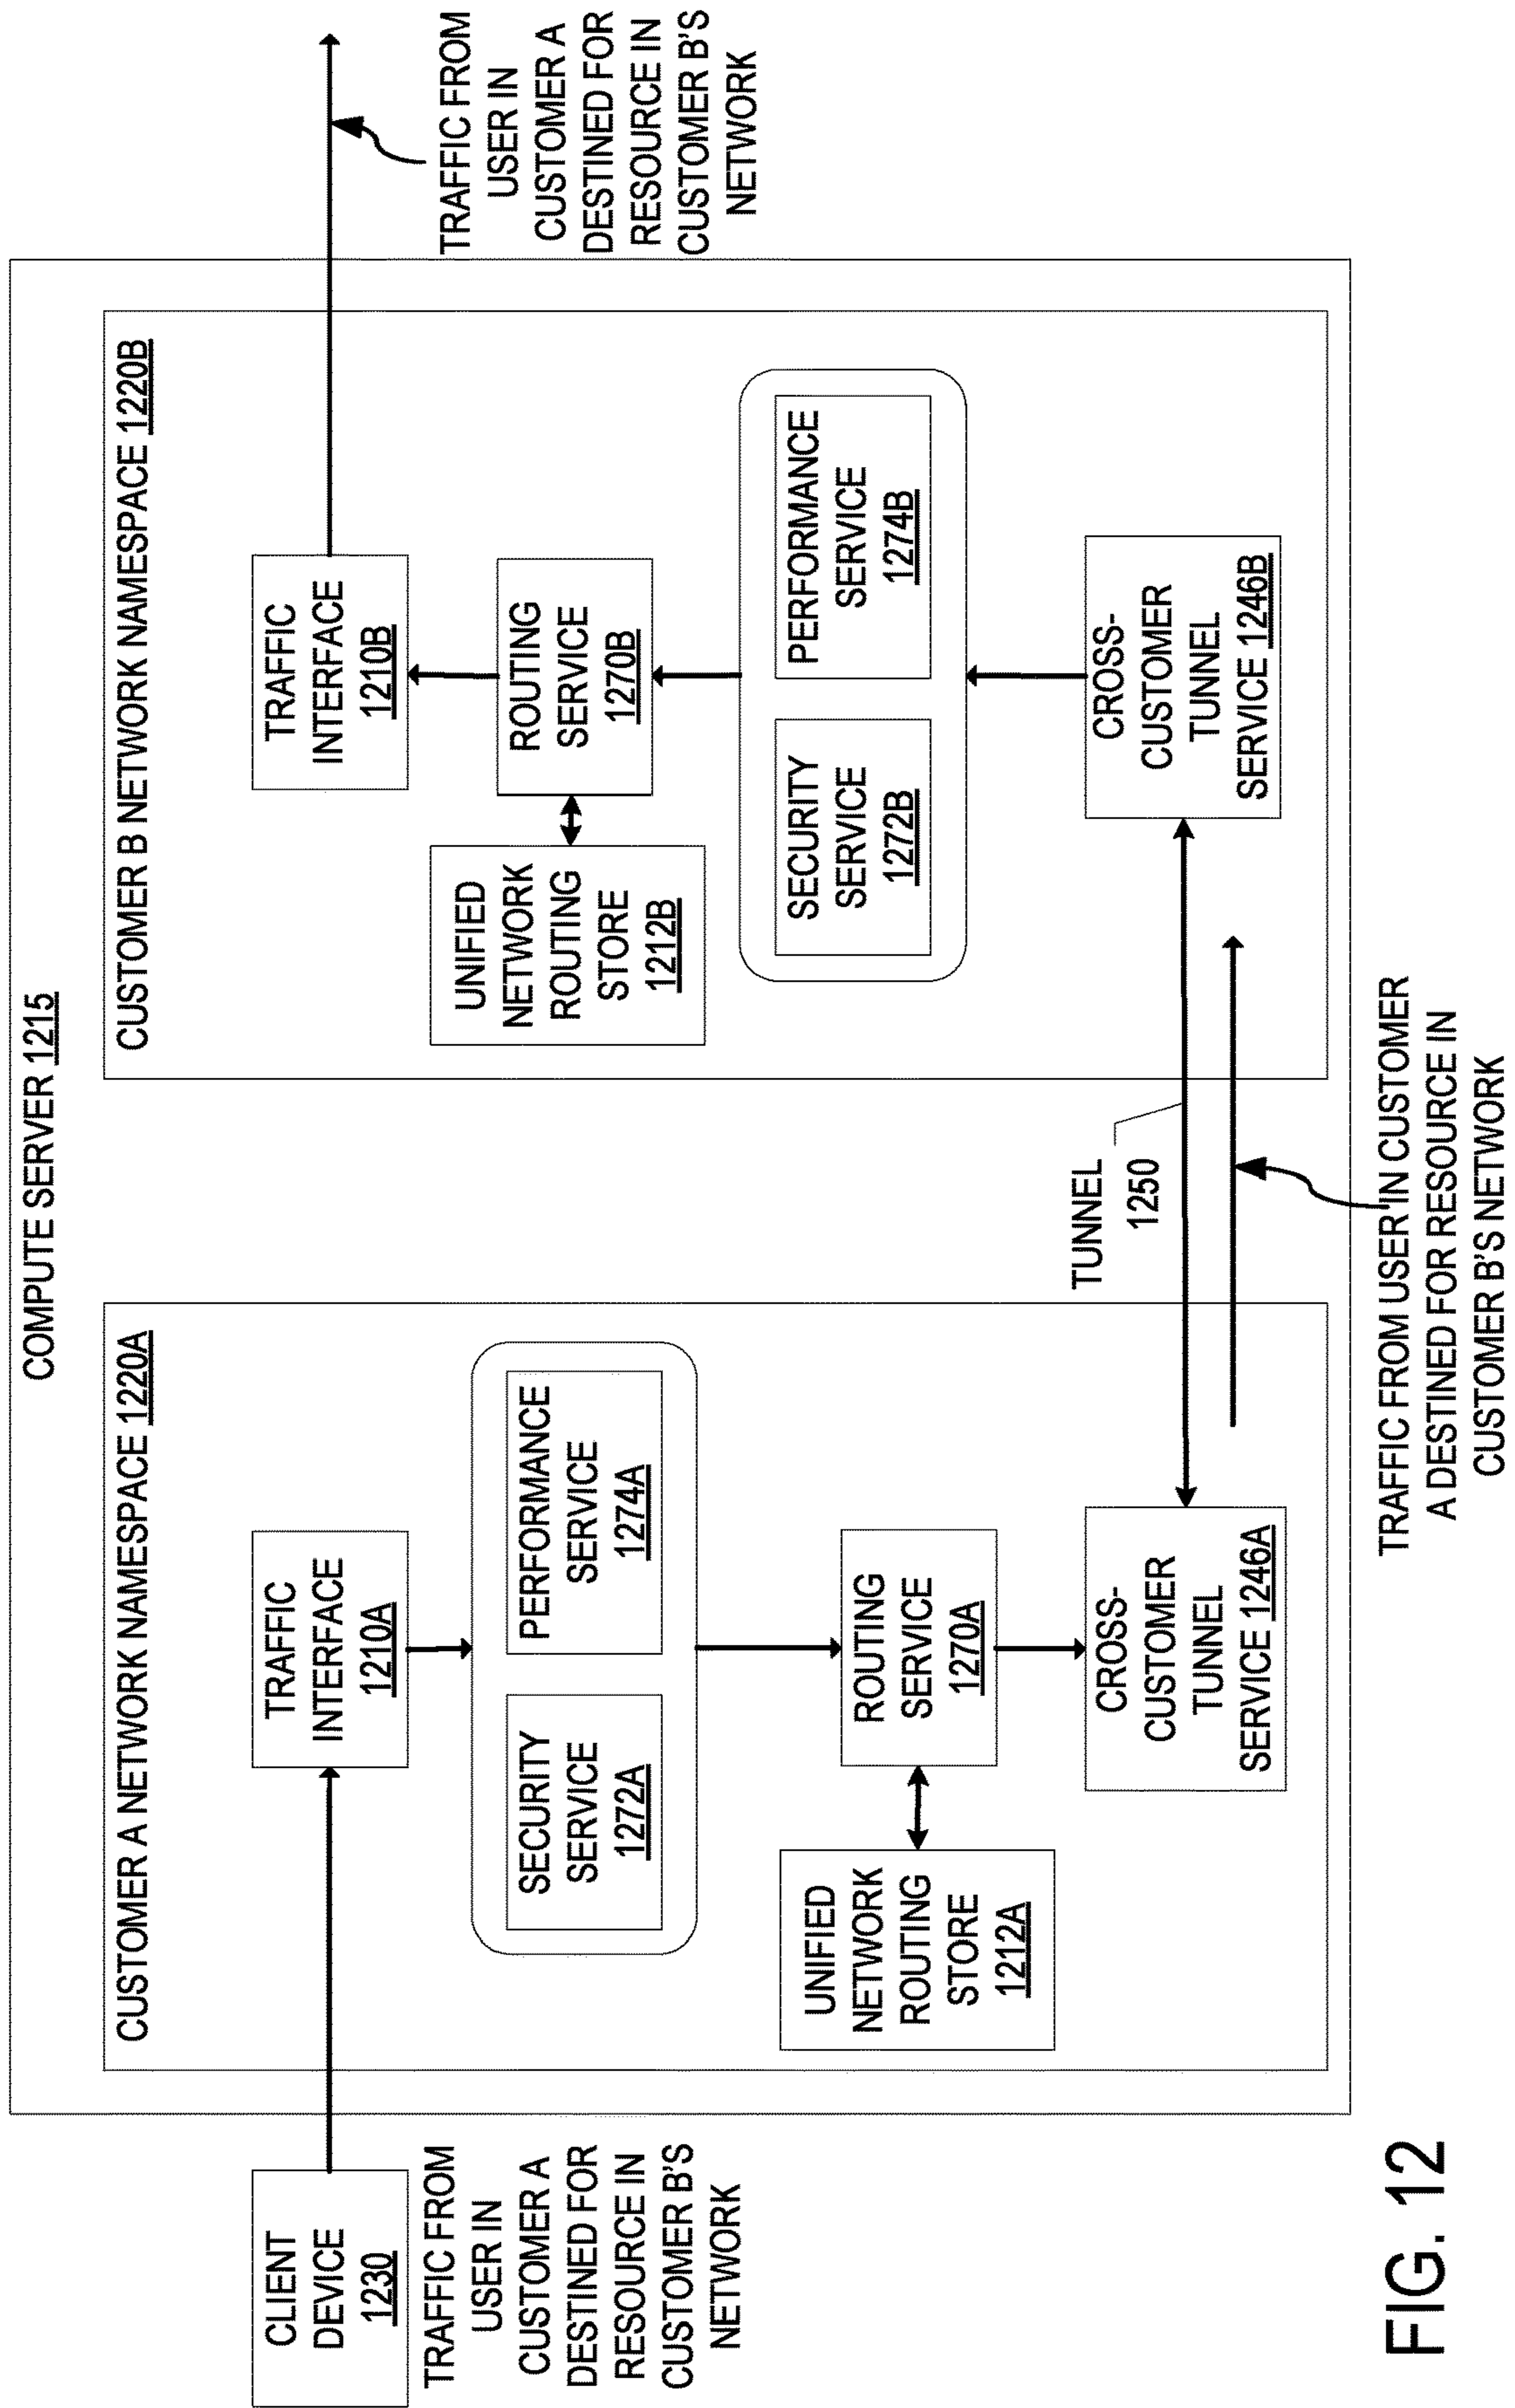 COMPUTE SERVER 1215
CUSTOMER A NETWORK NAMESPACE 1220A
CLIENT
DEVICE
1230
TRAFFIC FROM
USER IN
CUSTOMER A
DESTINED FOR
RESOURCE IN
CUSTOMER B'S
NETWORK
TRAFFIC
INTERFACE
1210A
SECURITY
SERVICE
1272A
PERFORMANCE
SERVICE
1274A
UNIFIED
NETWORK
ROUTING
STORE
1212A
ROUTING
SERVICE
1270A
CROSS-
CUSTOMER
TUNNEL
SERVICE 1246A
TUNNEL
1250
TRAFFIC FROM USER IN CUSTOMER
A DESTINED FOR RESOURCE IN
CUSTOMER B'S NETWORK
CUSTOMER B NETWORK NAMESPACE 1220B
TRAFFIC
INTERFACE
1210B
UNIFIED
NETWORK
ROUTING
STORE
1212B
ROUTING
SERVICE
1270B
SECURITY
SERVICE
1272B
PERFORMANCE
SERVICE
1274B
CROSS-
CUSTOMER
TUNNEL
SERVICE 1246B
TRAFFIC FROM
USER IN
CUSTOMER A
DESTINED FOR
RESOURCE IN
CUSTOMER B'S
NETWORK
FIG. 12